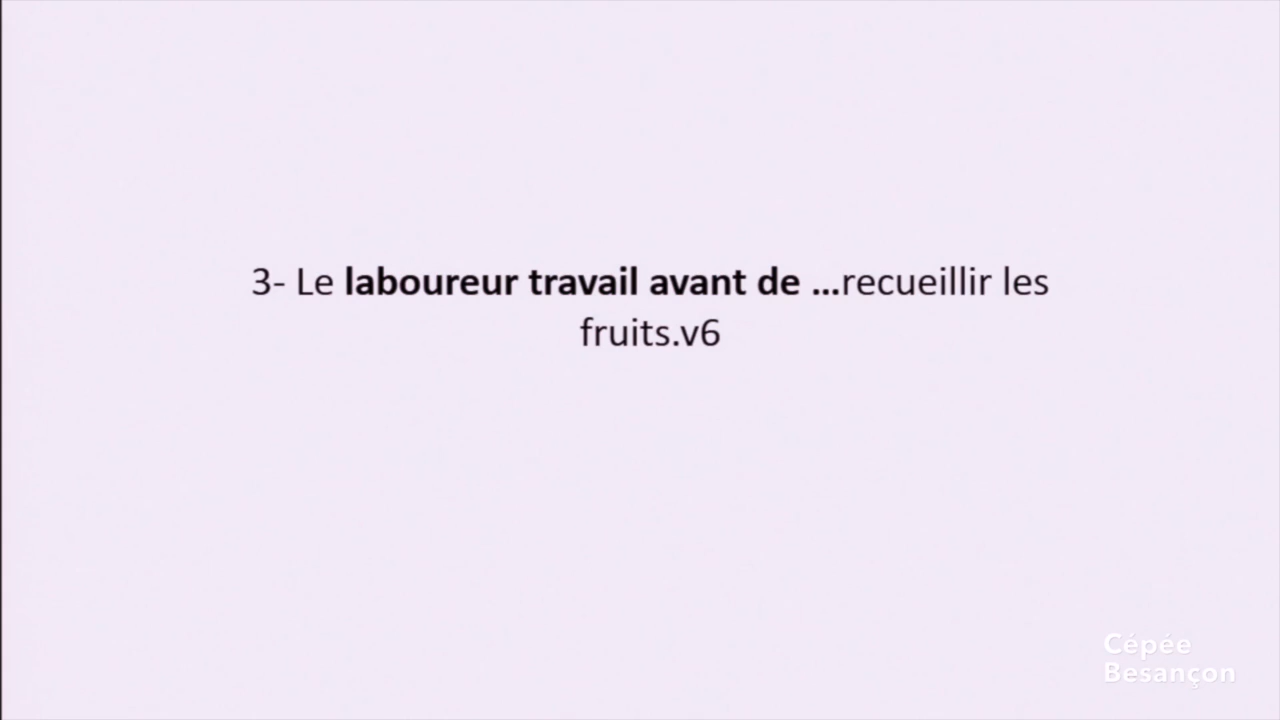 3- Le laboureur travail avant de ...recueillir les
fruits.v6
Cépée
Besançon